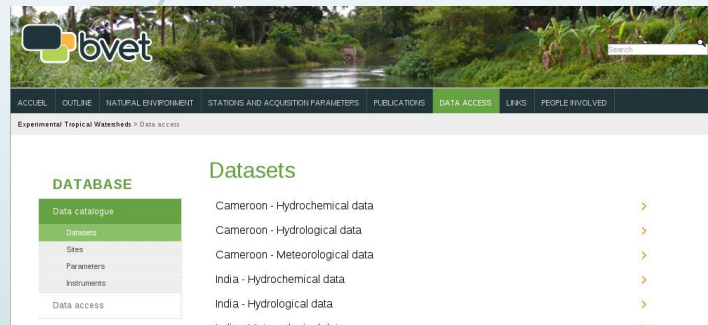 bvet
Search
ACCUEIL OUTLINE NATURAL ENVIRONMENT STATIONS AND ACQUISITION PARAMETERS PUBLICATIONS DATA ACCESS LINKS PEOPLE INVOLVED
Experimental Tropical Watersheds > Data access
DATABASE
Data catalogue
Datasets
Sites
Parameters
Instruments
Data access
Datasets
Cameroon - Hydrochemical data
Cameroon - Hydrological data
Cameroon - Meteorological data
India - Hydrochemical data
India - Hydrological data